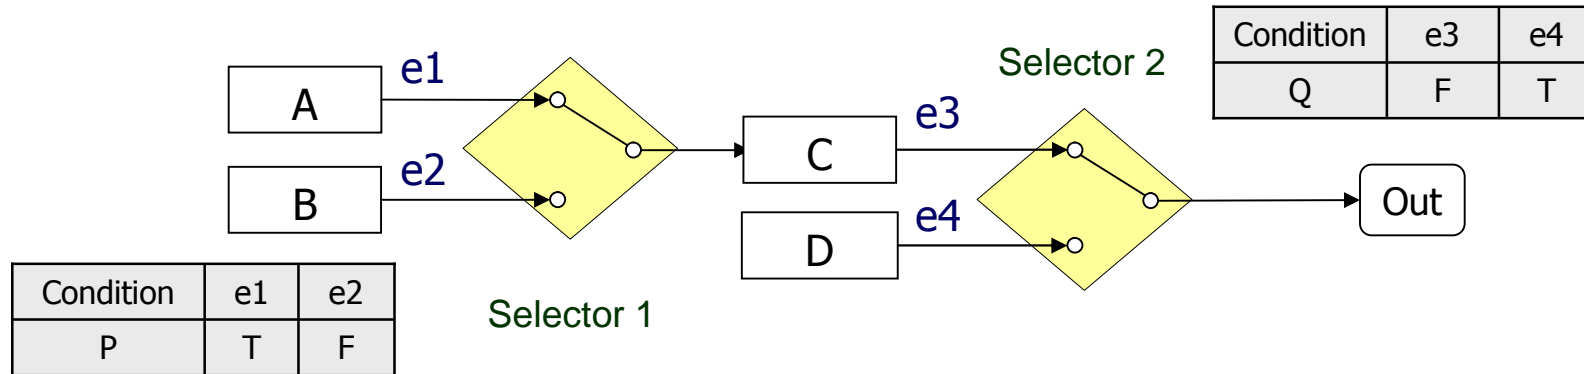 Selector 2
Condition e3 e4
Q F T
e1
A
e2
B
e3
C
e4
D
Out
Condition e1 e2
P T F
Selector 1